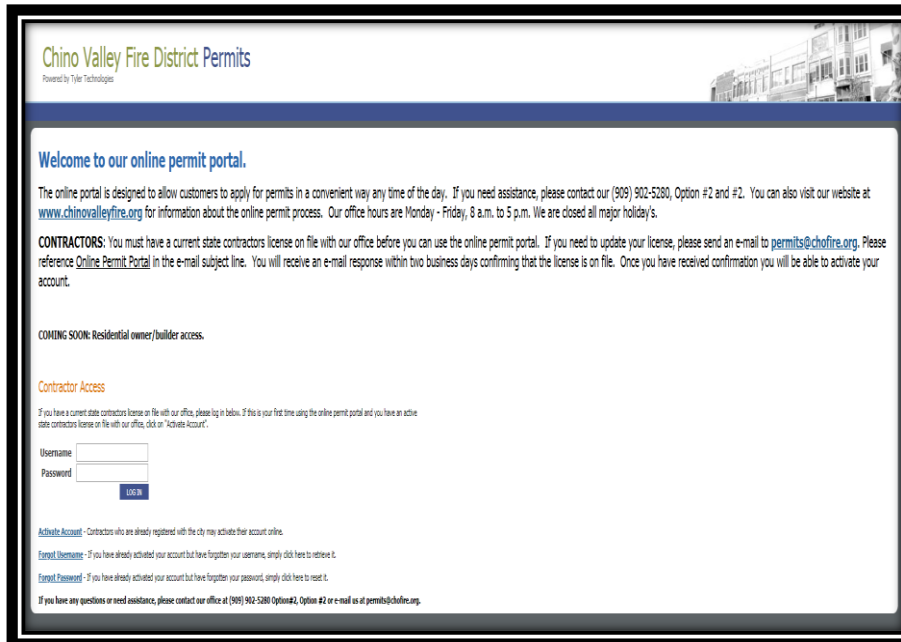 Chino Valley Fire District Permits
Powered by Tyler Technologies
Welcome to our online permit portal.
The online portal is designed to allow customers to apply for permits in a convenient way any time of the day. If you need assistance, please contact our (909) 902-5280, Option #2 and #2. You can also visit our website at
www.chinovalleyfire.org for information about the online permit process. Our office hours are Monday - Friday, 8 a.m. to 5 p.m. We are closed all major holiday's.
CONTRACTORS: You must have a current state contractors license on file with our office before you can use the online permit portal. If you need to update your license, please send an e-mail to permits@chofire.org. Please
reference Online Permit Portal in the e-mail subject line. You will receive an e-mail response within two business days confirming that the license is on file. Once you have received confirmation you will be able to activate your
account.
COMING SOON: Residential owner/builder access.
Contractor Access
If you have a current state contractors license on file with our office, please log in below. If this is your first time using the online permit portal and you have an active
state contractors license on file with our office, click on "Activate Account".
Username
Password
LOG IN
Activate Account - Contractors who are already registered with the city may activate their account online.
Forgot Username - If you have already activated your account but have forgotten your username, simply click here to retrieve it.
Forgot Password - If you have already activated your account but have forgotten your password, simply click here to reset it.
If you have any questions or need assistance, please contact our office at (909) 902-5280 Option#2, Option #2 or e-mail us at permits@chofire.org.